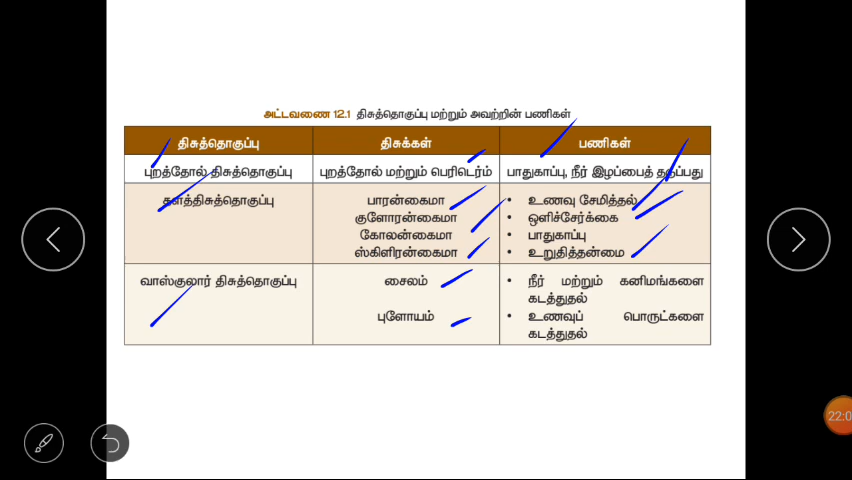 அட்டவணை 12.1 திசுத்தொகுப்பு மற்றும் அவற்றின் பணிகள்
திசுத்தொகுப்பு திசுக்கள் பணிகள்
புறத்தோல் திசுத்தொகுப்பு புறத்தோல் மற்றும் பெரிடெர்ம் பாதுகாப்பு, நீர் இழப்பைத் தடுப்பது
தளத்திசுத்தொகுப்பு பாரன்கைமா • உணவு சேமித்தல்
குளோரன்கைமா • ஒளிச்சேர்க்கை
கோலன்கைமா • பாதுகாப்பு
ஸ்கிளிரன்கைமா • உறுதித்தன்மை
வாஸ்குலார் திசுத்தொகுப்பு சைலம் • நீர் மற்றும் கனிமங்களை
கடத்துதல்
புளோயம் • உணவுப் பொருட்களை
கடத்துதல்
22:0